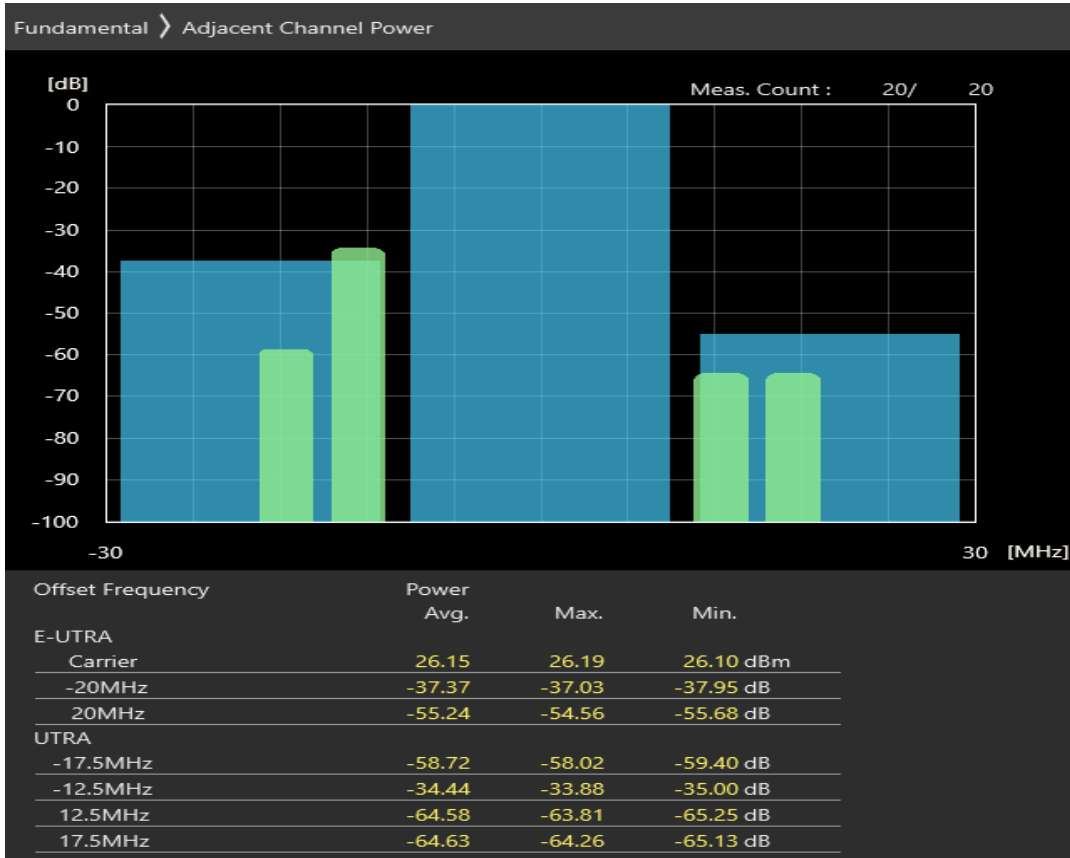 Fundamental 〉 Adjacent Channel Power
[dB]
Meas. Count : 20/ 20
0
-10
-20
-30
-40
-50
-60
-70
-80
-90
-100
-30 30 [MHz]
Offset Frequency Power
Avg. Max. Min.
E-UTRA
Carrier 26.15 26.19 26.10 dBm
-20MHz -37.37 -37.03 -37.95 dB
20MHz -55.24 -54.56 -55.68 dB
UTRA
-17.5MHz -58.72 -58.02 -59.40 dB
-12.5MHz -34.44 -33.88 -35.00 dB
12.5MHz -64.58 -63.81 -65.25 dB
17.5MHz -64.63 -64.26 -65.13 dB